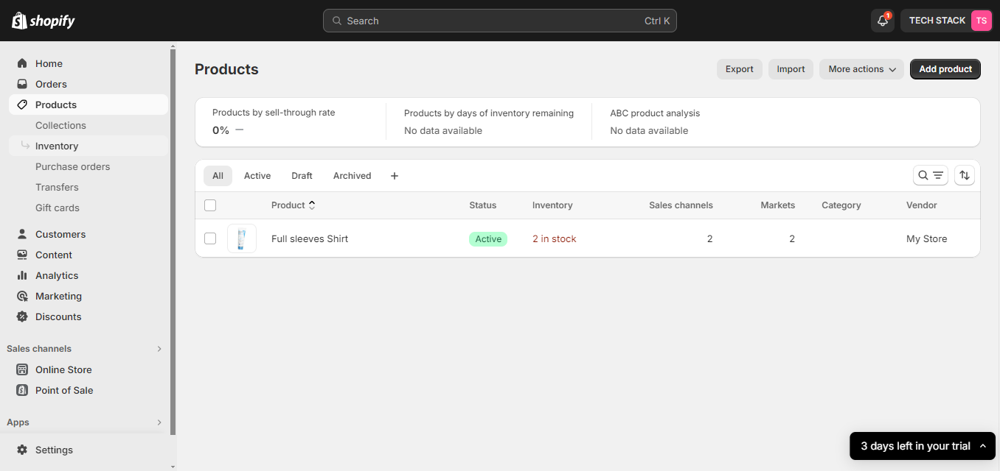 shopify
Search Ctrl K
1
TECH STACK TS
Home
Orders
Products
Collections
Inventory
Purchase orders
Transfers
Gift cards
Customers
Content
Analytics
Marketing
Discounts
Sales channels
Online Store
Point of Sale
Apps
Settings
Products
Export Import More actions Add product
Products by sell-through rate
0% —
Products by days of inventory remaining
No data available
ABC product analysis
No data available
All Active Draft Archived +
Product Status Inventory Sales channels Markets Category Vendor
Full sleeves Shirt Active 2 in stock 2 2 My Store
3 days left in your trial